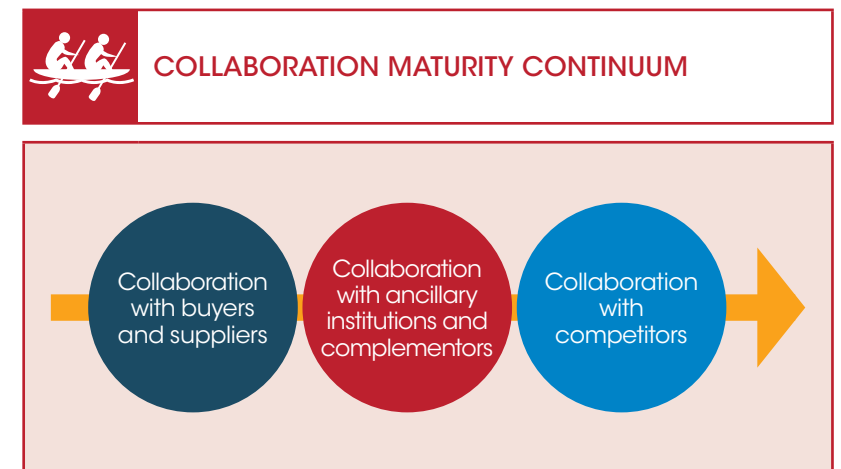 COLLABORATION MATURITY CONTINUUM
Collaboration
with buyers
and suppliers
Collaboration
with ancillary
institutions and
complementors
Collaboration
with
competitors